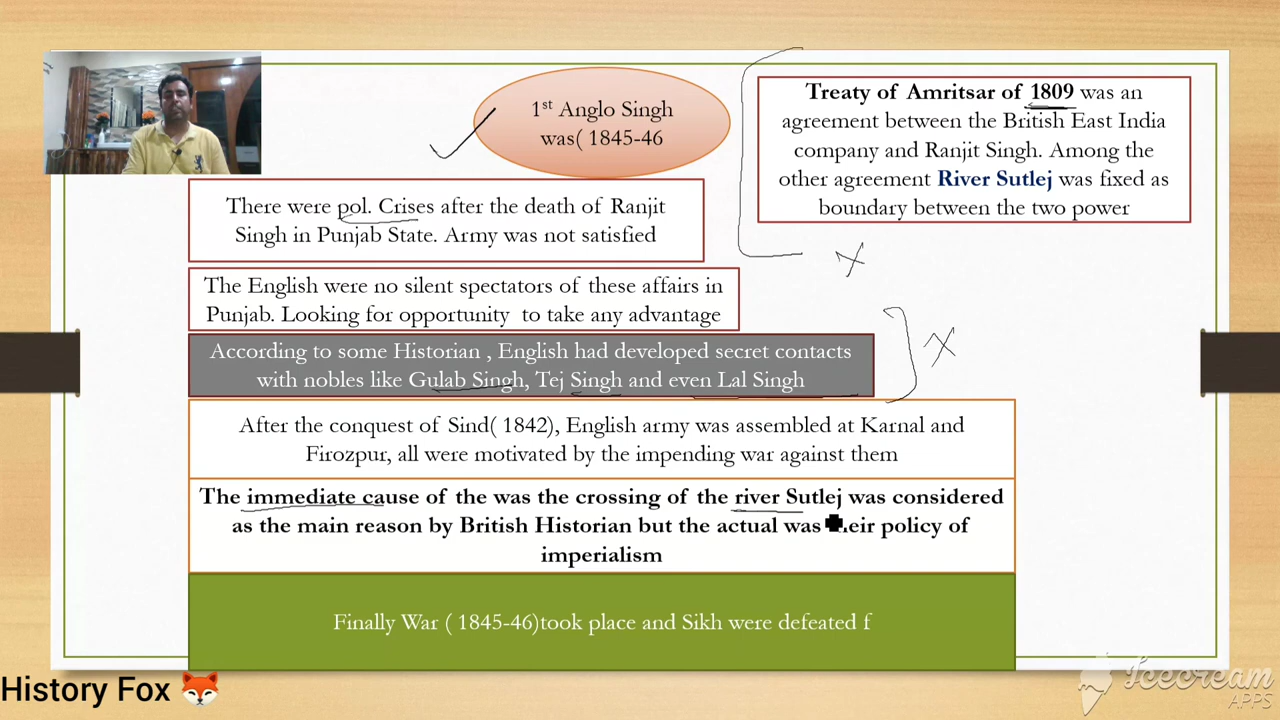 1st Anglo Singh
was( 1845-46
Treaty of Amritsar of 1809 was an
agreement between the British East India
company and Ranjit Singh. Among the
other agreement River Sutlej was fixed as
boundary between the two power
There were pol. Crises after the death of Ranjit
Singh in Punjab State. Army was not satisfied
The English were no silent spectators of these affairs in
Punjab. Looking for opportunity to take any advantage
According to some Historian , English had developed secret contacts
with nobles like Gulab Singh, Tej Singh and even Lal Singh
After the conquest of Sind( 1842), English army was assembled at Karnal and
Firozpur, all were motivated by the impending war against them
The immediate cause of the was the crossing of the river Sutlej was considered
as the main reason by British Historian but the actual was policy of
imperialism
Finally War ( 1845-46)took place and Sikh were defeated f
History Fox
Icecream
APPS